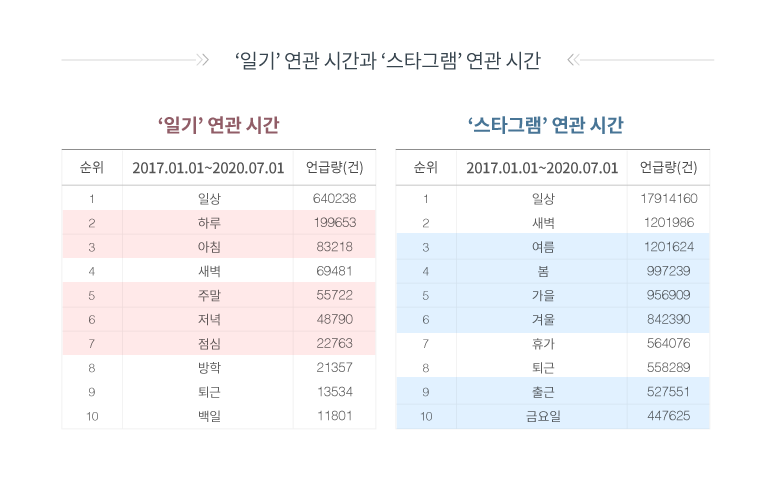 ‘일기’ 연관 시간과 ‘스타그램’ 연관 시간
‘일기’ 연관 시간
순위 2017.01.01~2020.07.01 언급량(건)
1 일상 640238
2 하루 199653
3 아침 83218
4 새벽 69481
5 주말 55722
6 저녁 48790
7 점심 22763
8 방학 21357
9 퇴근 13534
10 백일 11801
‘스타그램’ 연관 시간
순위 2017.01.01~2020.07.01 언급량(건)
1 일상 17914160
2 새벽 1201986
3 여름 1201624
4 봄 997239
5 가을 956909
6 겨울 842390
7 휴가 564076
8 퇴근 558289
9 출근 527551
10 금요일 447625